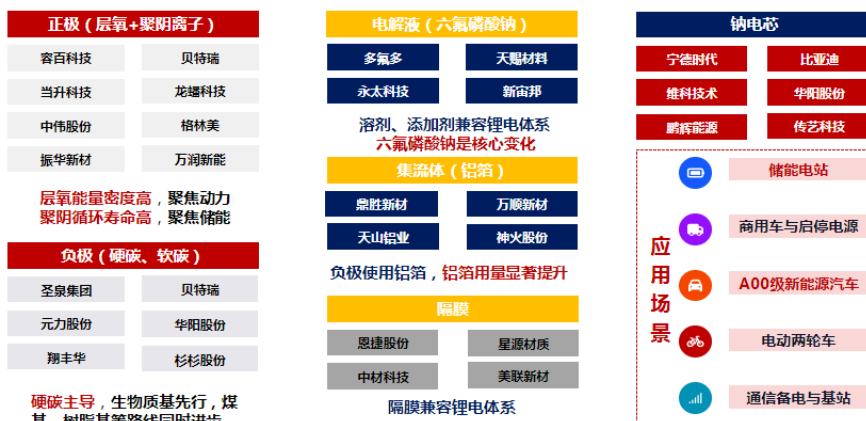 正极（层氧+聚阴离子）
容百科技 贝特瑞
当升科技 龙蟠科技
中伟股份 格林美
振华新材 万润新能
层氧能量密度高，聚焦动力
聚阴循环寿命高，聚焦储能
负极（硬碳、软碳）
圣泉集团 贝特瑞
元力股份 华阳股份
翔丰华 杉杉股份
硬碳主导，生物质基先行，煤
基、树脂基等路线同时进步
电解液（六氟磷酸钠）
多氟多 天赐材料
永太科技 新宙邦
溶剂、添加剂兼容锂电体系
六氟磷酸钠是核心变化
集流体（铝箔）
鼎胜新材 万顺新材
天山铝业 神火股份
负极使用铝箔，铝箔用量显著提升
隔膜
恩捷股份 星源材质
中材科技 美联新材
隔膜兼容锂电体系
钠电芯
宁德时代 比亚迪
维科技术 华阳股份
鹏辉能源 传艺科技
应用场景
储能电站
商用车与启停电源
A00级新能源汽车
电动两轮车
通信备电与基站